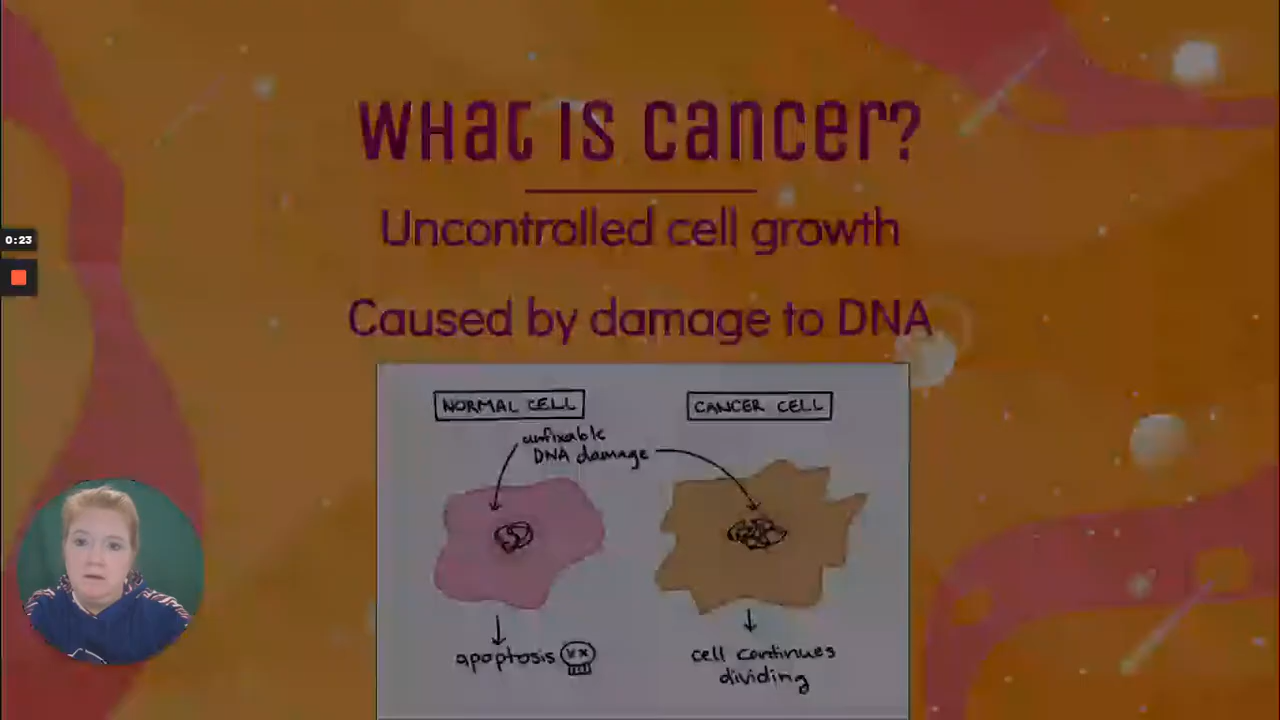 What is cancer?
Uncontrolled cell growth
Caused by damage to DNA
0:23
NORMAL CELL
CANCER CELL
unfixable
DNA damage
apoptosis
cell continues
dividing